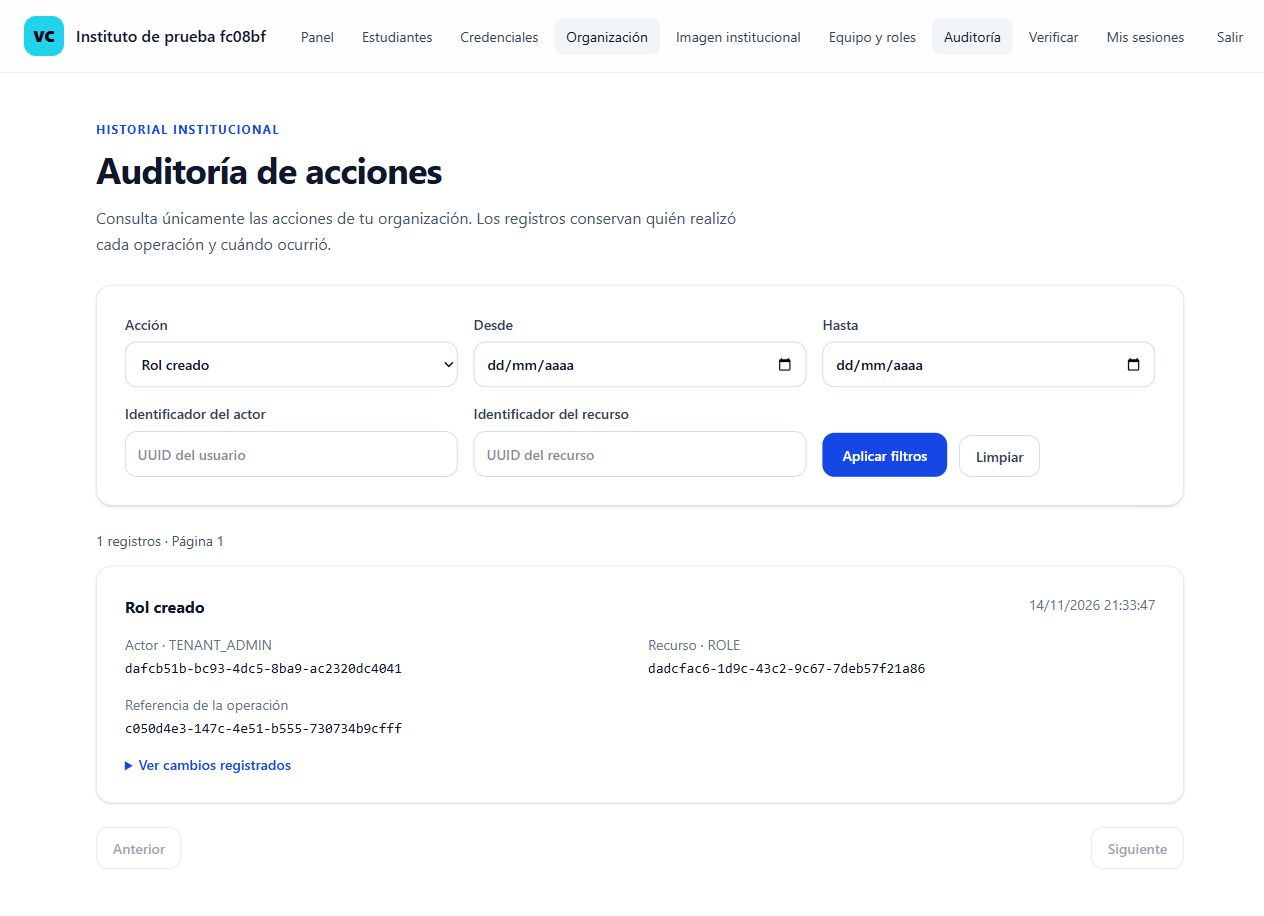 VC Instituto de prueba fc08bf Panel Estudiantes Credenciales Organización Imagen institucional Equipo y roles Auditoría Verificar Mis sesiones Salir
HISTORIAL INSTITUCIONAL
Auditoría de acciones
Consulta únicamente las acciones de tu organización. Los registros conservan quién realizó
cada operación y cuándo ocurrió.
Acción Desde Hasta
Rol creado dd/mm/aaaa dd/mm/aaaa
Identificador del actor Identificador del recurso
UUID del usuario UUID del recurso Aplicar filtros Limpiar
1 registros · Página 1
Rol creado 14/11/2026 21:33:47
Actor · TENANT_ADMIN Recurso · ROLE
dafcb51b-bc93-4dc5-8ba9-ac2320dc4041 dadcfac6-1d9c-43c2-9c67-7deb57f21a86
Referencia de la operación
c050d4e3-147c-4e51-b555-730734b9cfff
Ver cambios registrados
Anterior Siguiente